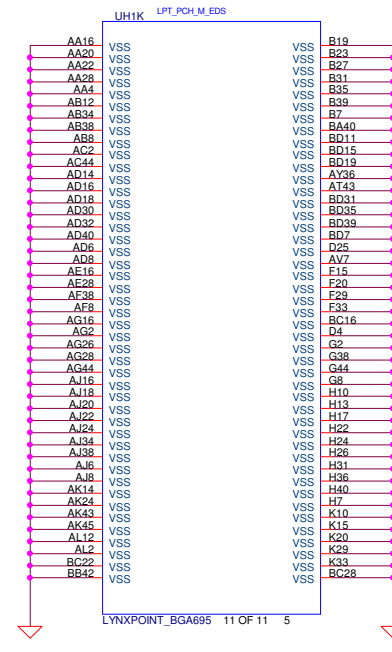 UH1K LPT_PCH_M_EDS
AA16 VSS VSS B19
AA20 VSS VSS B23
AA22 VSS VSS B27
AA28 VSS VSS B31
AA4 VSS VSS B35
AB12 VSS VSS B39
AB34 VSS VSS B7
AB38 VSS VSS BA40
AB8 VSS VSS BD11
AC2 VSS VSS BD15
AC44 VSS VSS BD19
AD14 VSS VSS AY36
AD16 VSS VSS AT43
AD18 VSS VSS BD31
AD30 VSS VSS BD35
AD32 VSS VSS BD39
AD40 VSS VSS BD7
AD6 VSS VSS D25
AD8 VSS VSS AV7
AE16 VSS VSS F15
AE28 VSS VSS F20
AF38 VSS VSS F29
AF8 VSS VSS F33
AG16 VSS VSS BC16
AG2 VSS VSS D4
AG26 VSS VSS G2
AG28 VSS VSS G38
AG44 VSS VSS G44
AJ16 VSS VSS G8
AJ18 VSS VSS H10
AJ20 VSS VSS H13
AJ22 VSS VSS H17
AJ24 VSS VSS H22
AJ34 VSS VSS H24
AJ38 VSS VSS H26
AJ6 VSS VSS H31
AJ8 VSS VSS H36
AK14 VSS VSS H40
AK24 VSS VSS H7
AK43 VSS VSS K10
AK45 VSS VSS K15
AL12 VSS VSS K20
AL2 VSS VSS K29
BC22 VSS VSS K33
BB42 VSS VSS BC28
LYNXPOINT_BGA695 11 OF 11 5